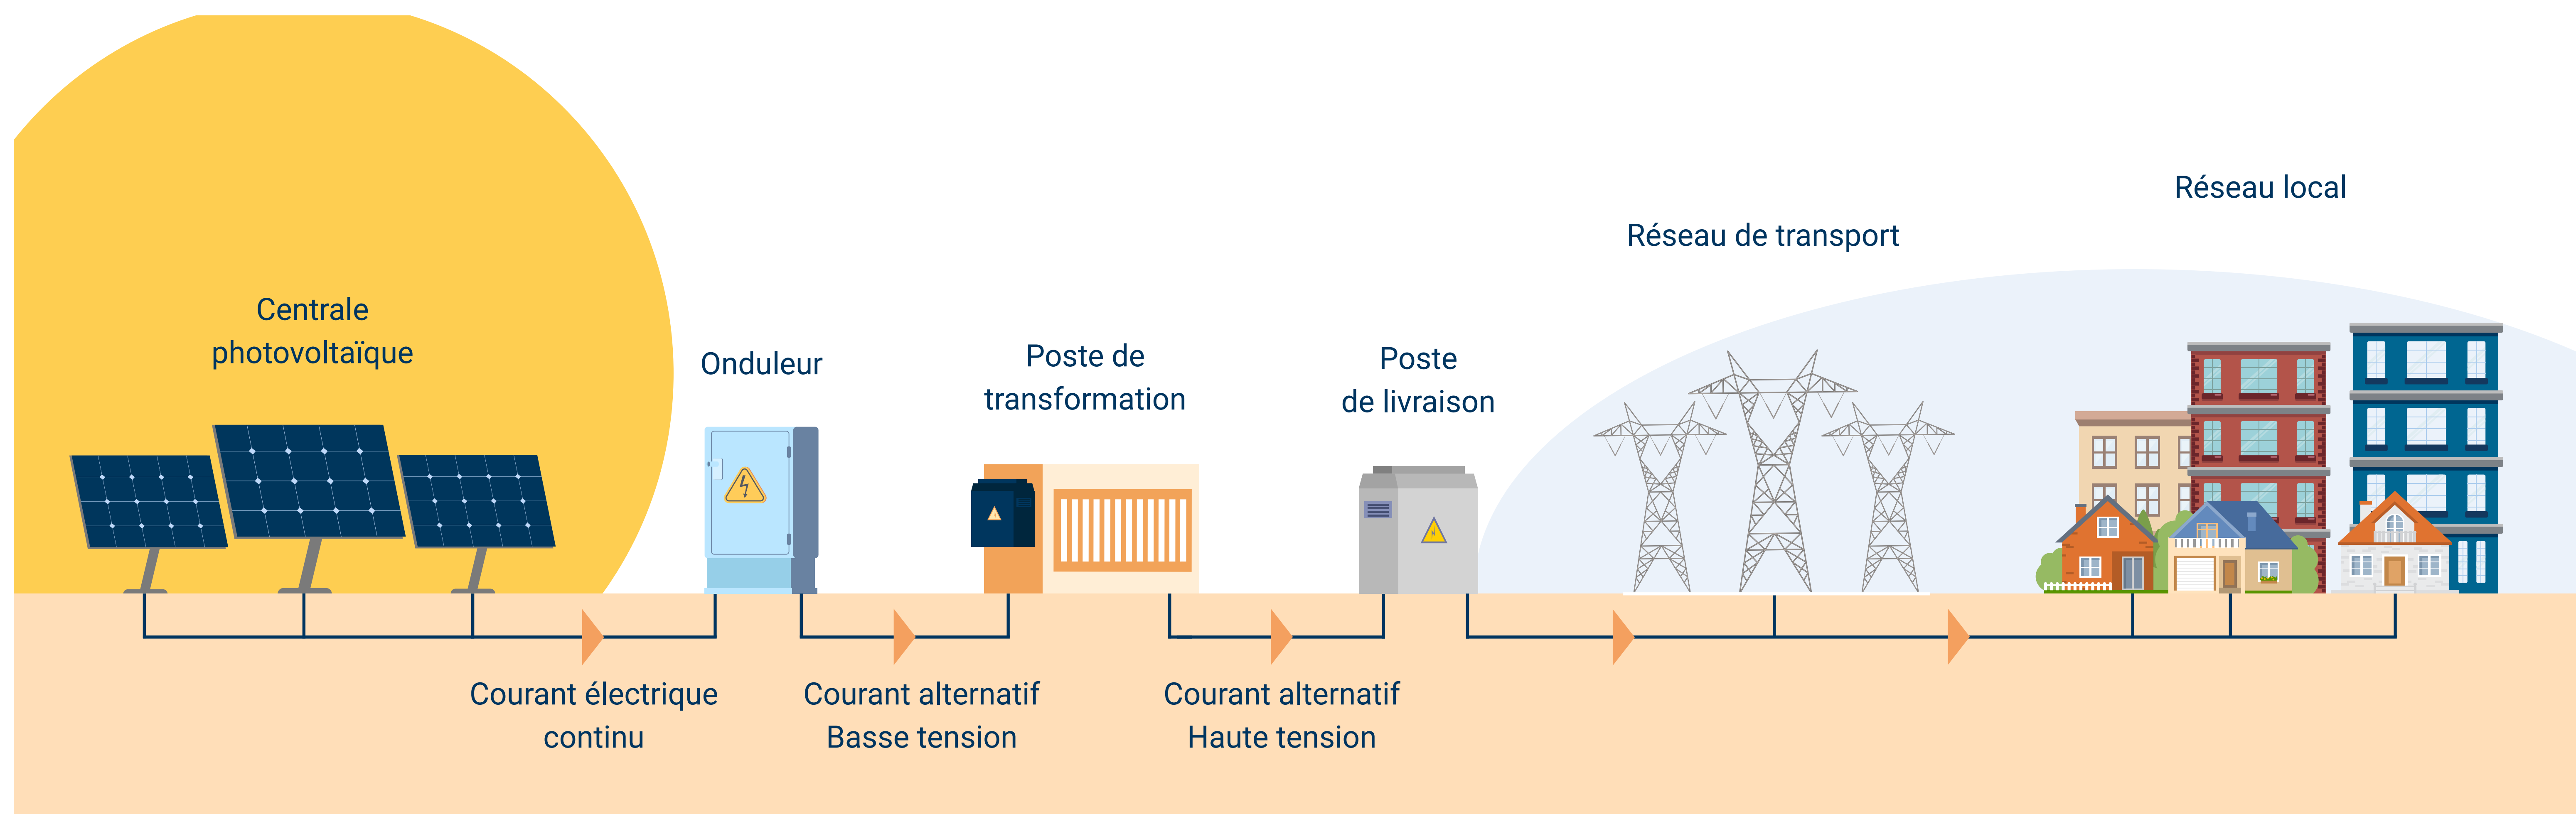 Centrale
photovoltaïque
Onduleur
Poste de
transformation
Poste
de livraison
Réseau de transport
Réseau local
Courant électrique
continu
Courant alternatif
Basse tension
Courant alternatif
Haute tension